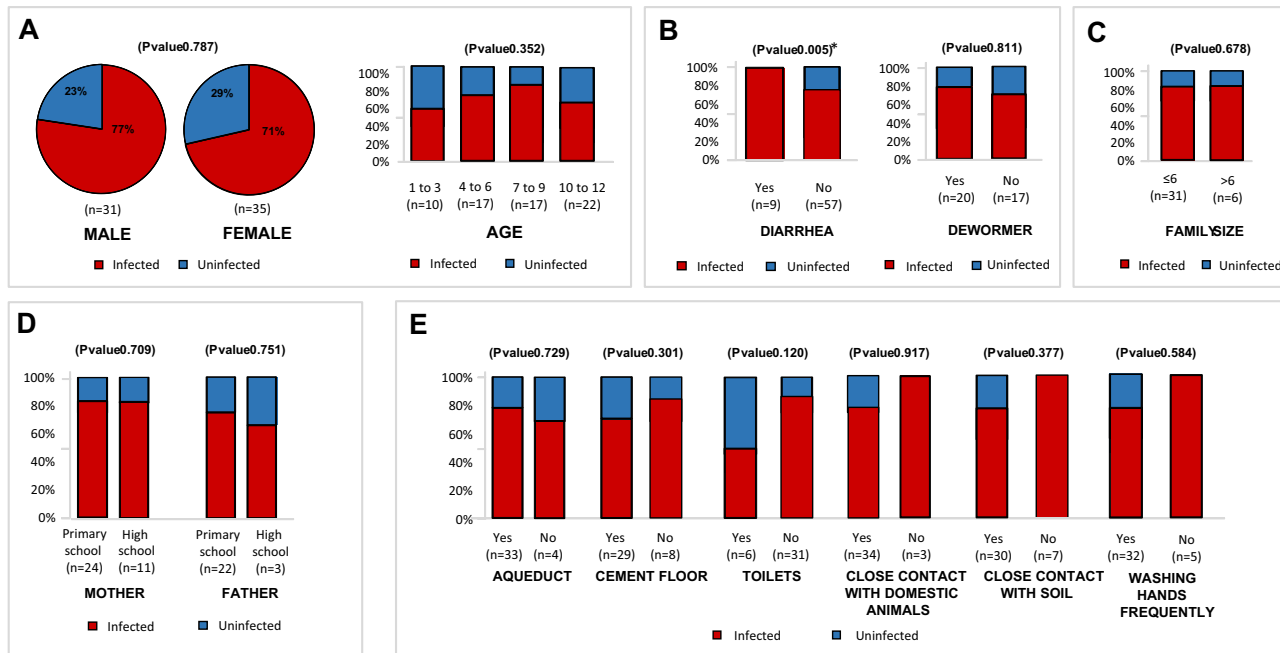 A
(Pvalue0.787)
23%
77%
29%
71%
(n=31)
(n=35)
MALE
FEMALE
Infected
Uninfected
(Pvalue0.352)
100%
80%
60%
40%
20%
0%
1 to 3
(n=10)
4 to 6
(n=17)
7 to 9
(n=17)
10 to 12
(n=22)
AGE
Infected
Uninfected
B
(Pvalue0.005)*
100%
80%
60%
40%
20%
0%
Yes
(n=9)
No
(n=57)
DIARRHEA
Infected
Uninfected
(Pvalue0.811)
100%
80%
60%
40%
20%
0%
Yes
(n=20)
No
(n=17)
DEWORMER
Infected
Uninfected
C
(Pvalue0.678)
100%
80%
60%
40%
20%
0%
≤6
(n=31)
>6
(n=6)
FAMILYSIZE
Infected
Uninfected
D
(Pvalue0.709)
(Pvalue0.751)
100%
80%
60%
40%
20%
0%
Primary
school
(n=24)
High
school
(n=11)
Primary
school
(n=22)
High
school
(n=3)
MOTHER
FATHER
Infected
Uninfected
E
(Pvalue0.729)
(Pvalue0.301)
(Pvalue0.120)
(Pvalue0.917)
(Pvalue0.377)
(Pvalue0.584)
100%
80%
60%
40%
20%
0%
Yes
(n=33)
No
(n=4)
Yes
(n=29)
No
(n=8)
Yes
(n=6)
No
(n=31)
Yes
(n=34)
No
(n=3)
Yes
(n=30)
No
(n=7)
Yes
(n=32)
No
(n=5)
AQUEDUCT
CEMENT FLOOR
TOILETS
CLOSE CONTACT
WITH DOMESTIC
ANIMALS
CLOSE CONTACT
WITH SOIL
WASHING
HANDS
FREQUENTLY
Infected
Uninfected